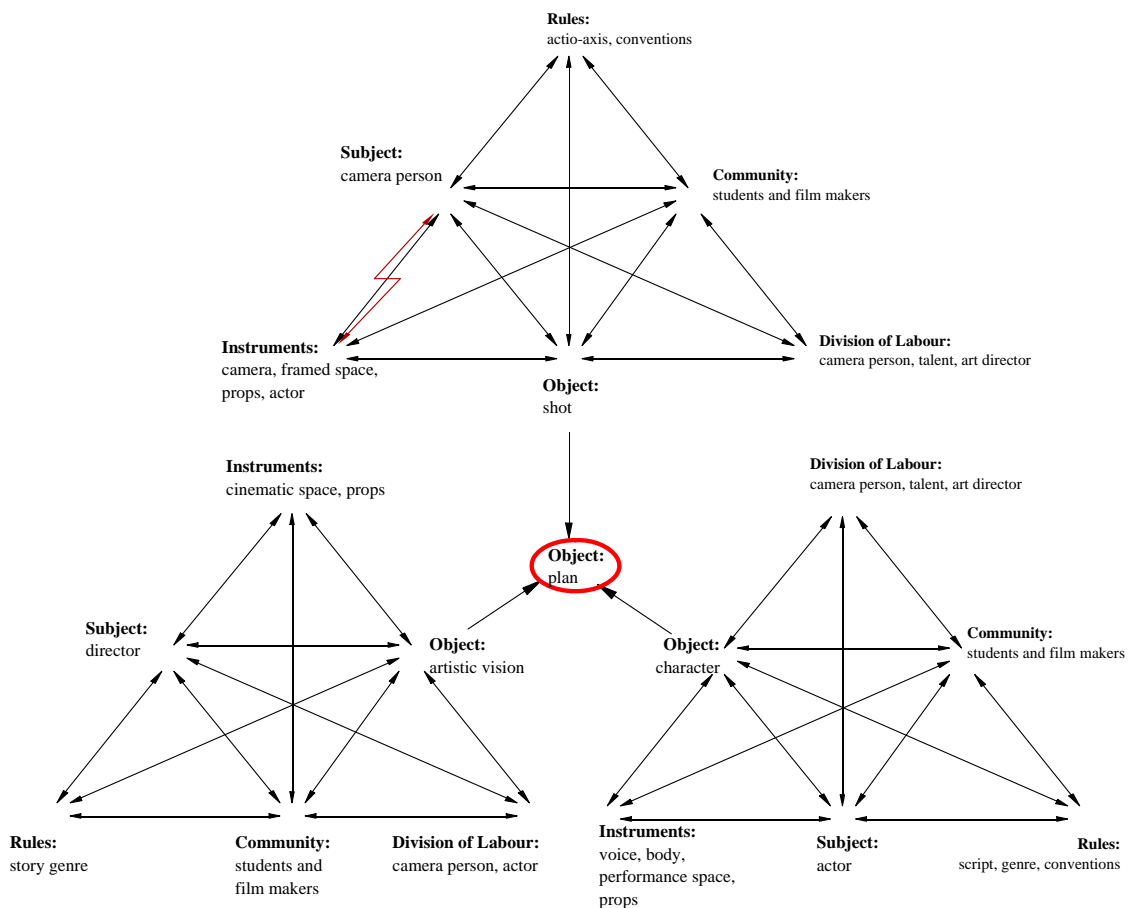 Rules:
actio-axis, conventions
Subject:
camera person
Community:
students and film makers
Instruments:
camera, framed space,
props, actor
Division of Labour:
camera person, talent, art director
Object:
shot
Instruments:
cinematic space, props
Division of Labour:
camera person, talent, art director
Object:
plan
Subject:
director
Object:
artistic vision
Object:
character
Community:
students and film makers
Rules:
story genre
Community:
students and
film makers
Division of Labour:
camera person, actor
Instruments:
voice, body,
performance space,
props
Subject:
actor
Rules:
script, genre, conventions